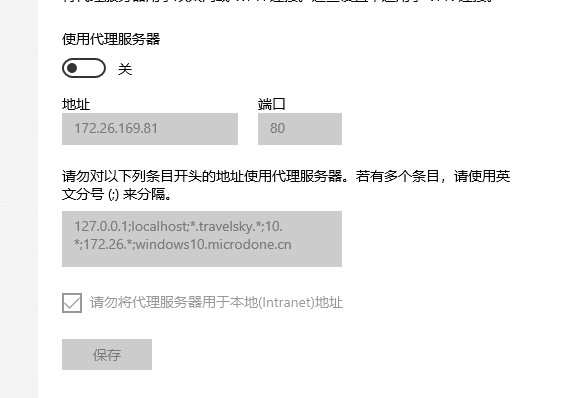 使用代理服务器
关
地址 端口
172.26.169.81 80
请勿对以下列条目开头的地址使用代理服务器。若有多个条目，请使用英
文分号 (;) 来分隔。
127.0.0.1;localhost;*.travelsky.*;10.
*;172.26.*;windows10.microdone.cn
请勿将代理服务器用于本地(Intranet)地址
保存